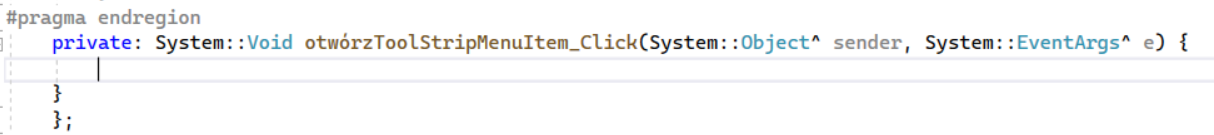 #pragma endregion
private: System::Void otwórzToolStripMenuItem_Click(System::Object^ sender, System::EventArgs^ e) {
}
};